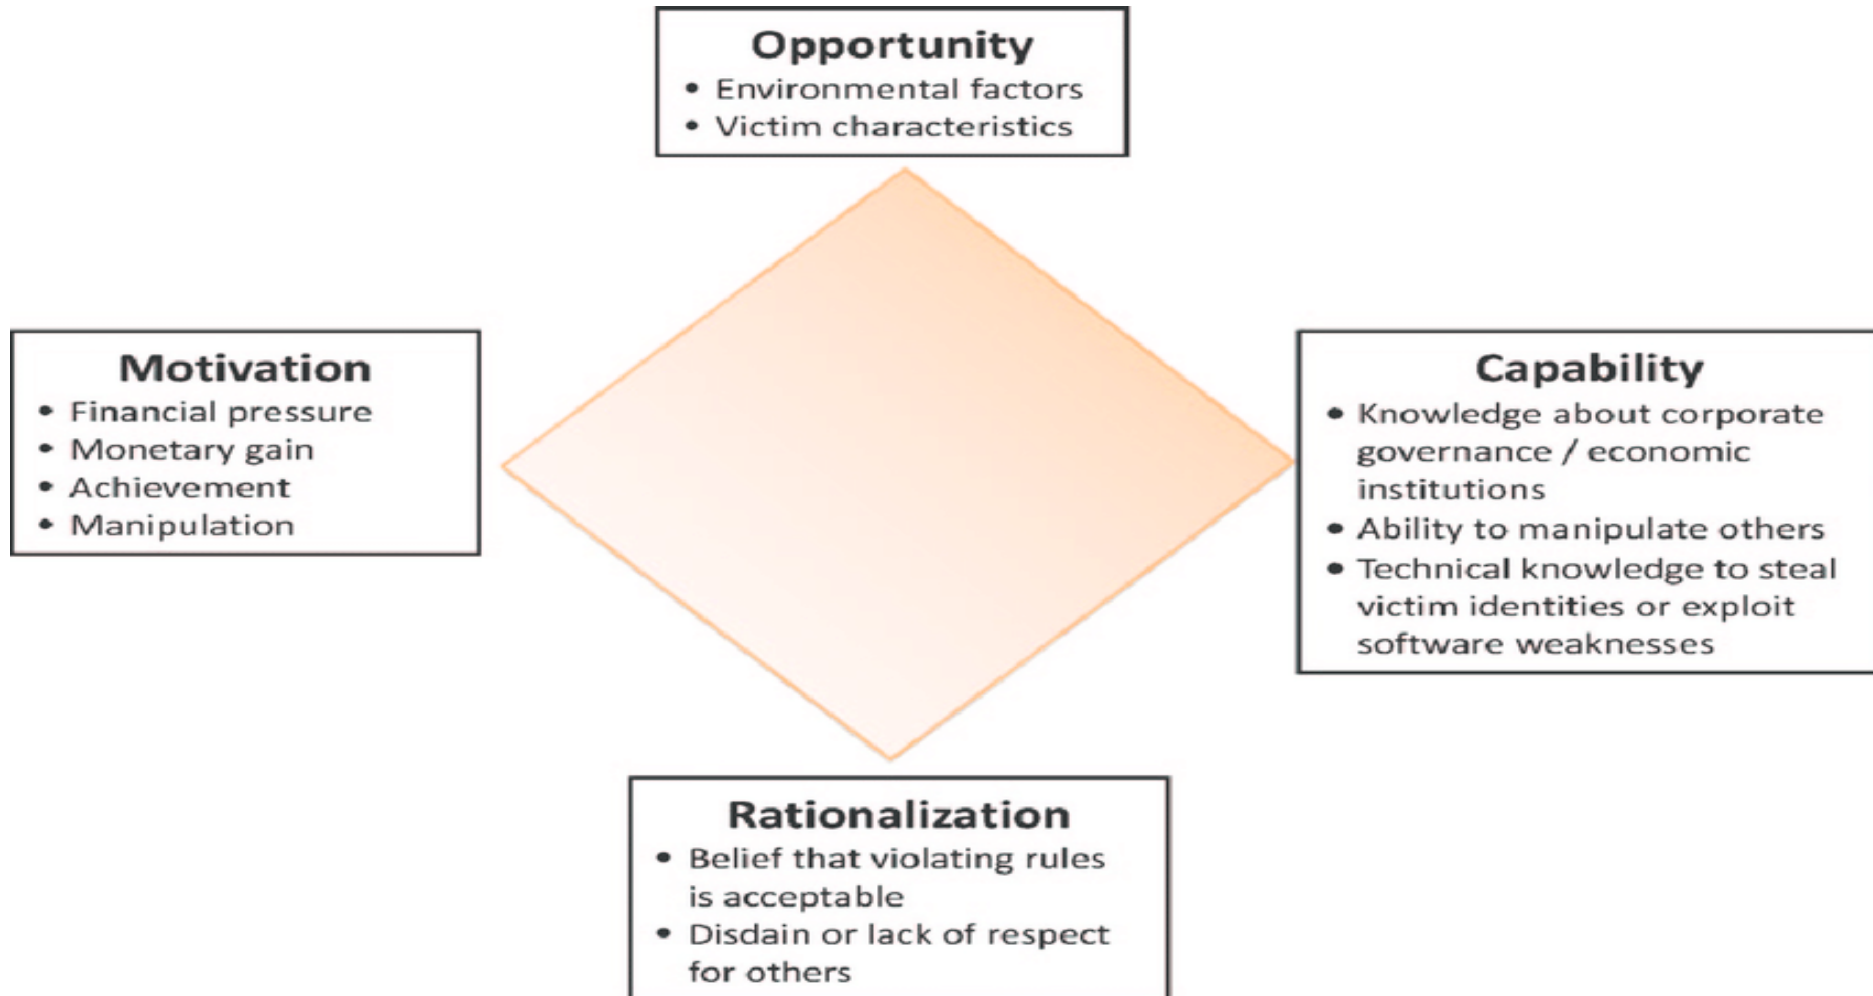 Opportunity
• Environmental factors
• Victim characteristics
Motivation
• Financial pressure
• Monetary gain
• Achievement
• Manipulation
Capability
• Knowledge about corporate
governance / economic
institutions
• Ability to manipulate others
• Technical knowledge to steal
victim identities or exploit
software weaknesses
Rationalization
• Belief that violating rules
is acceptable
• Disdain or lack of respect
for others